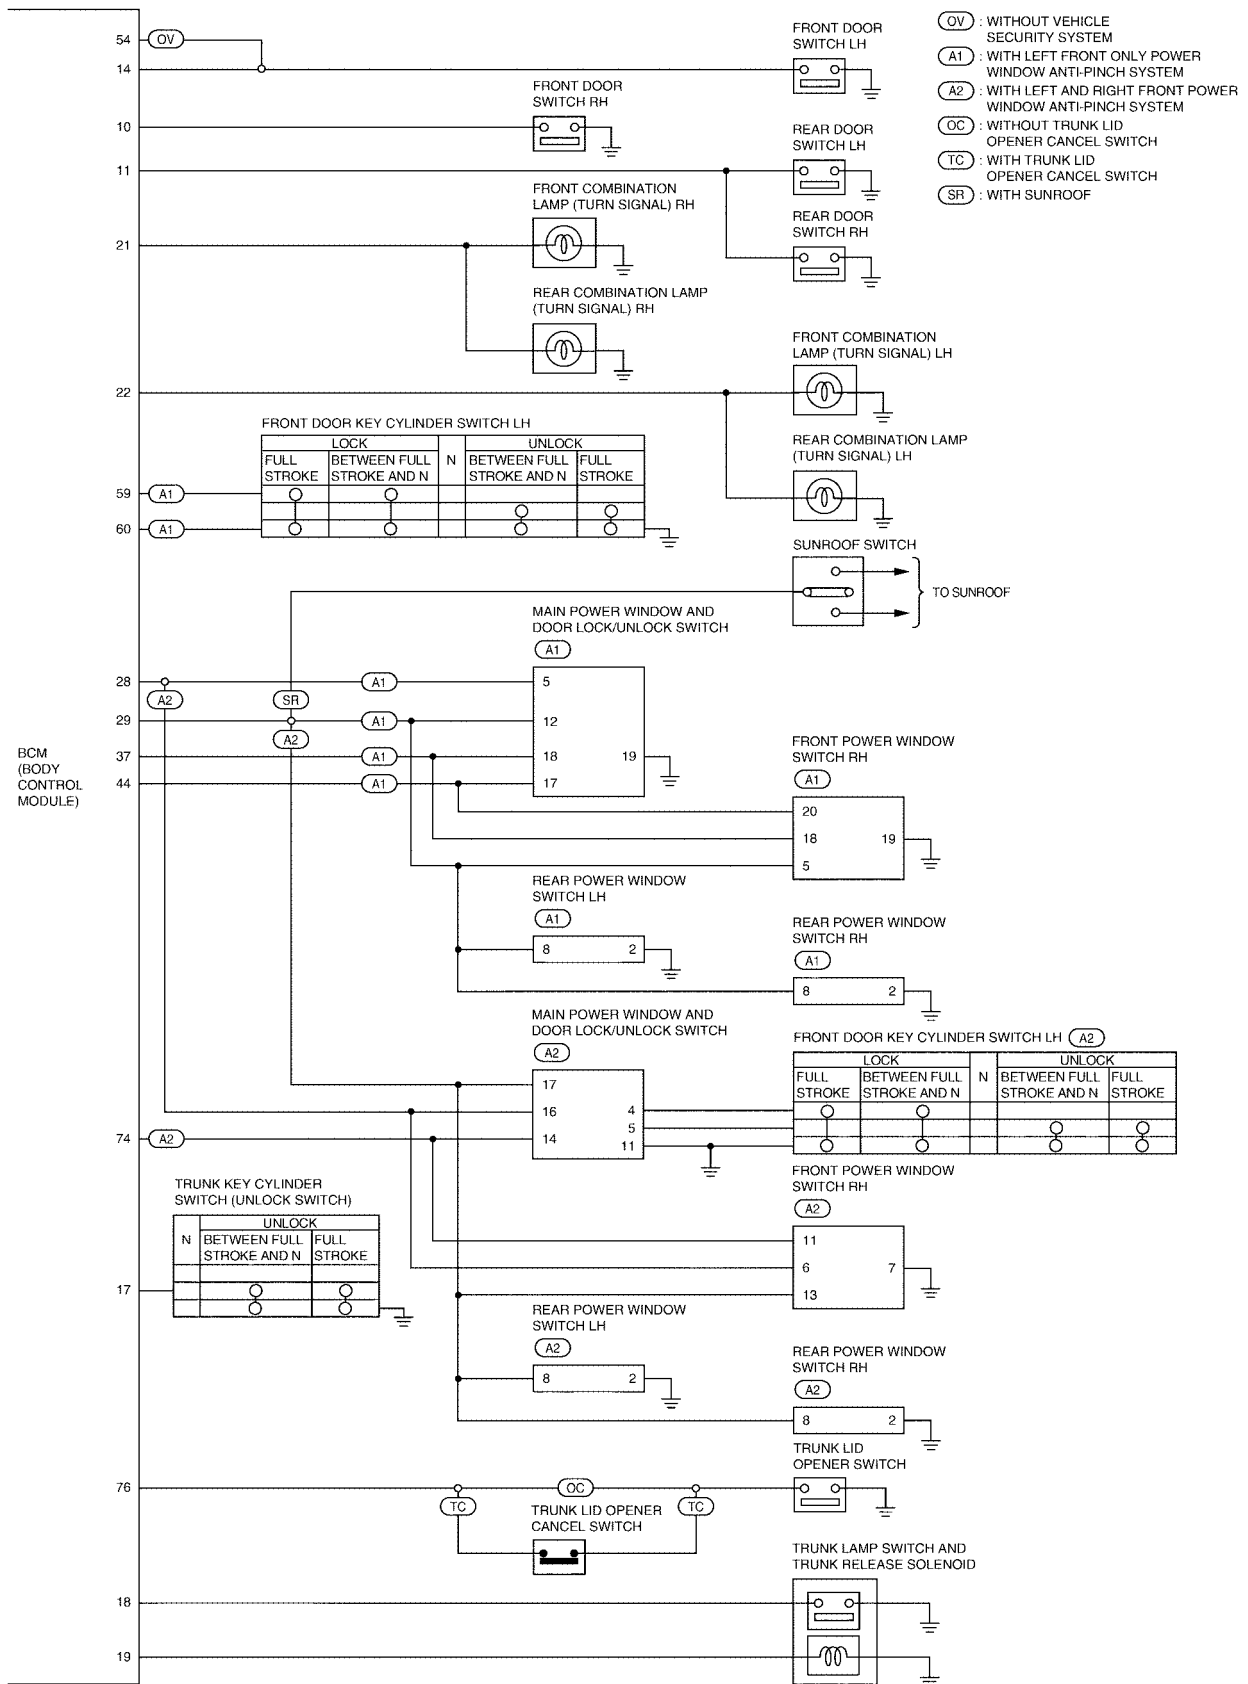 54 OV
14
FRONT DOOR
SWITCH LH
OV : WITHOUT VEHICLE
SECURITY SYSTEM
A1 : WITH LEFT FRONT ONLY POWER
WINDOW ANTI-PINCH SYSTEM
A2 : WITH LEFT AND RIGHT FRONT POWER
WINDOW ANTI-PINCH SYSTEM
OC : WITHOUT TRUNK LID
OPENER CANCEL SWITCH
TC : WITH TRUNK LID
OPENER CANCEL SWITCH
SR : WITH SUNROOF
FRONT DOOR
SWITCH RH
10
REAR DOOR
SWITCH LH
11
FRONT COMBINATION
LAMP (TURN SIGNAL) RH
REAR DOOR
SWITCH RH
21
REAR COMBINATION LAMP
(TURN SIGNAL) RH
FRONT COMBINATION
LAMP (TURN SIGNAL) LH
22
FRONT DOOR KEY CYLINDER SWITCH LH
LOCK N UNLOCK
FULL STROKE
BETWEEN FULL STROKE AND N
BETWEEN FULL STROKE AND N
FULL STROKE
REAR COMBINATION LAMP
(TURN SIGNAL) LH
59 A1
60 A1
SUNROOF SWITCH
TO SUNROOF
MAIN POWER WINDOW AND
DOOR LOCK/UNLOCK SWITCH
A1
28 A1 5
A2 SR
29 A1 12
A2
37 A1 18 19
44 A1 17
BCM
(BODY
CONTROL
MODULE)
FRONT POWER WINDOW
SWITCH RH
A1
20
18 19
5
REAR POWER WINDOW
SWITCH LH
A1
8 2
REAR POWER WINDOW
SWITCH RH
A1
8 2
MAIN POWER WINDOW AND
DOOR LOCK/UNLOCK SWITCH
A2
FRONT DOOR KEY CYLINDER SWITCH LH A2
LOCK N UNLOCK
FULL STROKE
BETWEEN FULL STROKE AND N
BETWEEN FULL STROKE AND N
FULL STROKE
17
16 4
5
74 A2 14 11
FRONT POWER WINDOW
SWITCH RH
A2
11
6 7
13
TRUNK KEY CYLINDER
SWITCH (UNLOCK SWITCH)
N UNLOCK
BETWEEN FULL STROKE AND N
FULL STROKE
17
REAR POWER WINDOW
SWITCH LH
A2
8 2
REAR POWER WINDOW
SWITCH RH
A2
8 2
TRUNK LID
OPENER SWITCH
76 OC
TC TC
TRUNK LID OPENER
CANCEL SWITCH
TRUNK LAMP SWITCH AND
TRUNK RELEASE SOLENOID
18
19